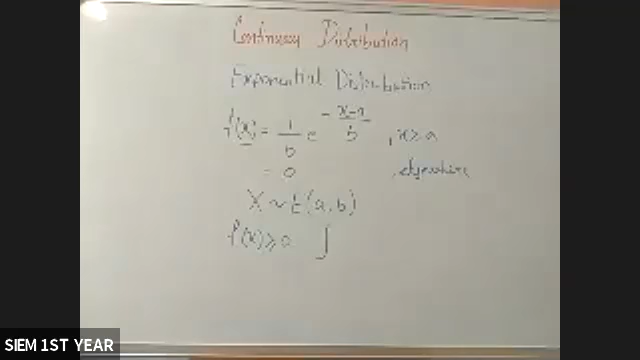 Continuous Distribution
Exponential Distribution
f(x) = 1/b e^-(x-a)/b , x ≥ a
= 0 , elsewhere
X ~ E(a, b)
f(x) ≥ 0 ∫
SIEM 1ST YEAR